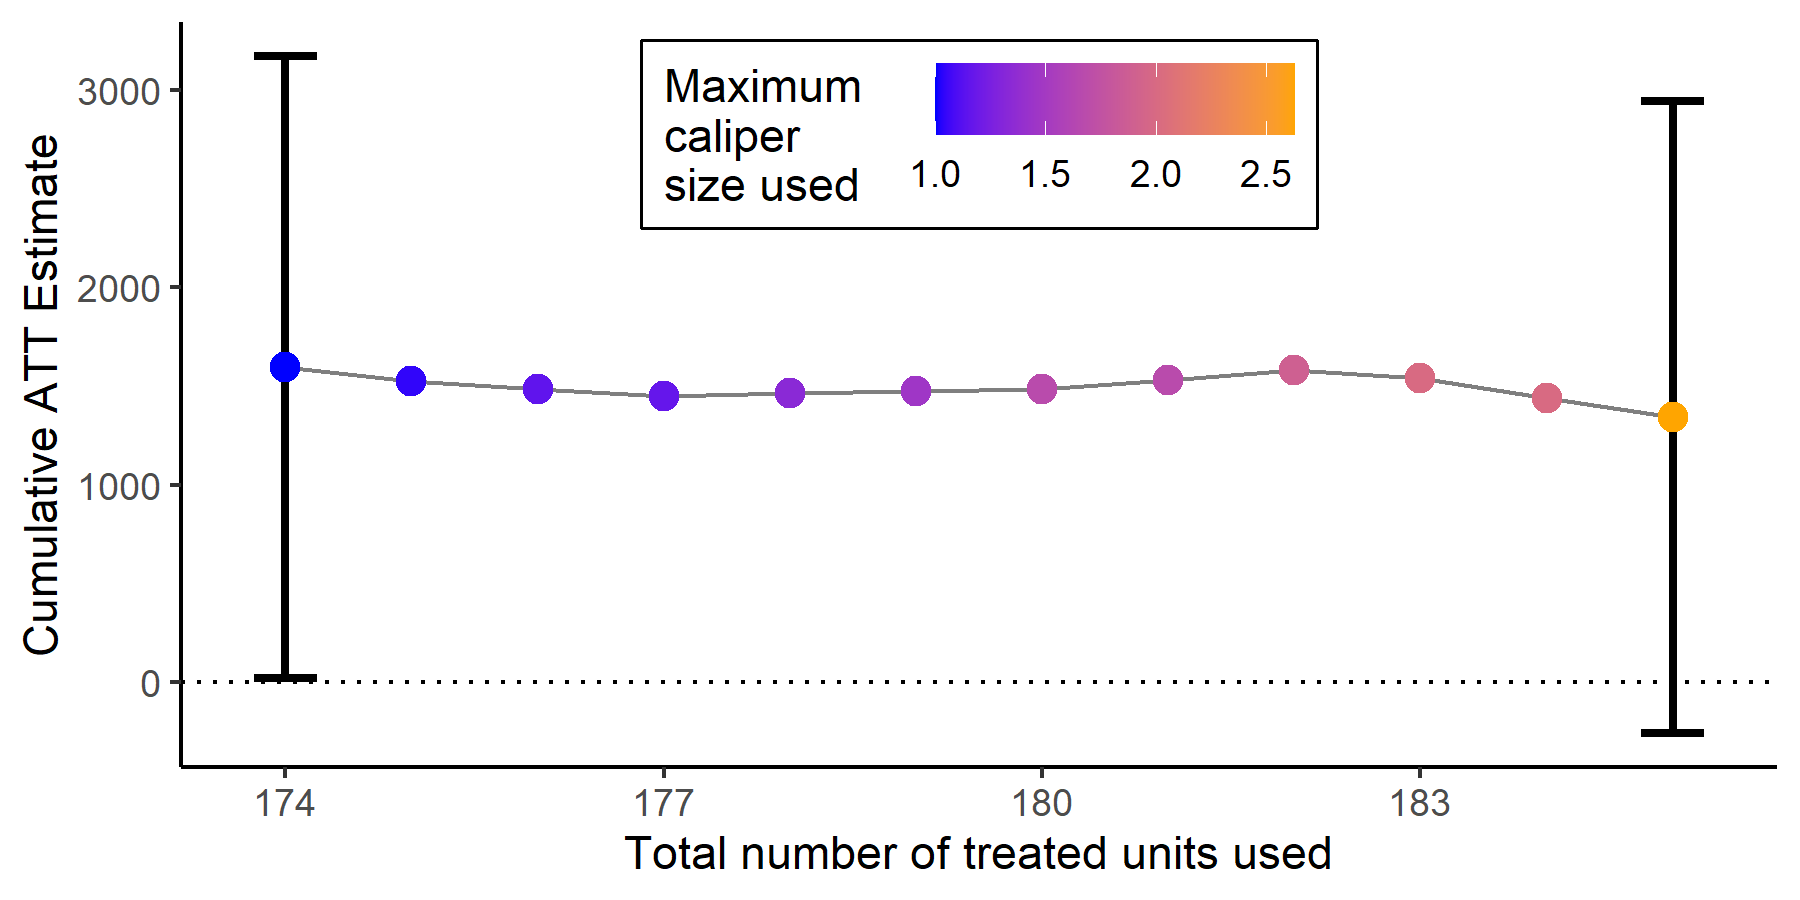 Maximum
caliper
size used
1.0 1.5 2.0 2.5
Cumulative ATT Estimate
3000
2000
1000
0
174 177 180 183
Total number of treated units used